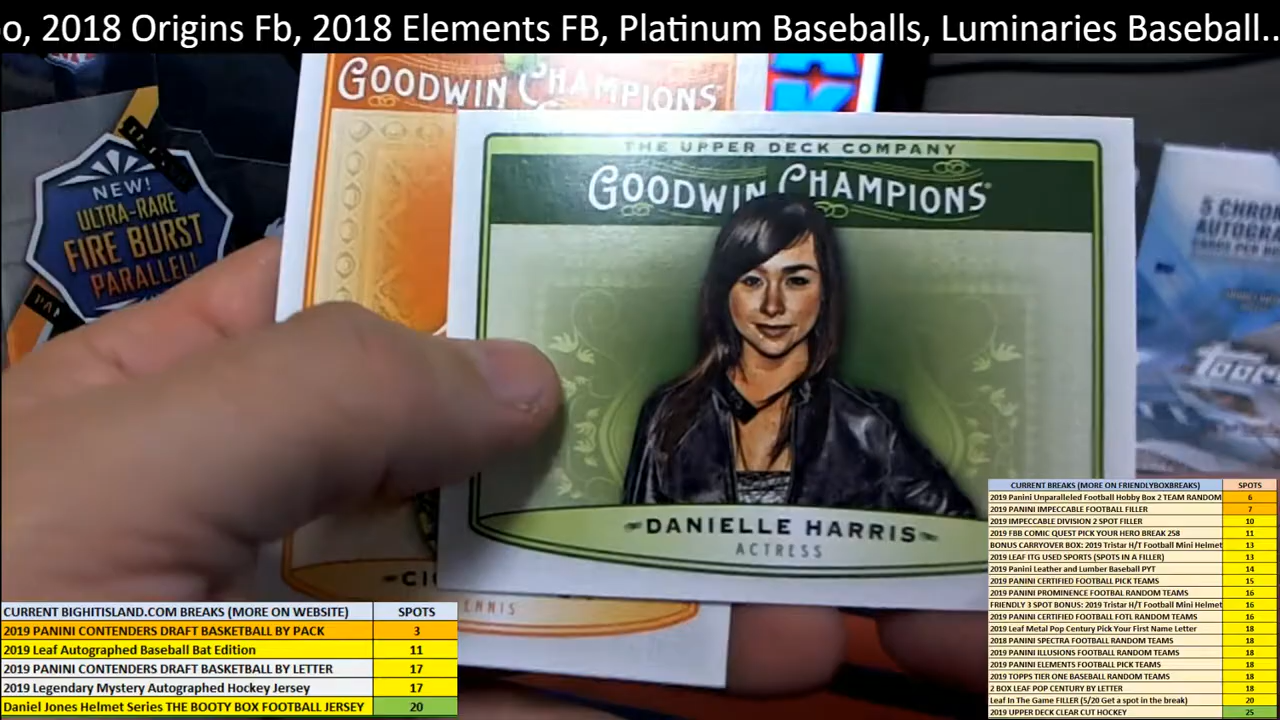 o, 2018 Origins Fb, 2018 Elements FB, Platinum Baseballs, Luminaries Baseball..
GOODWIN CHAMPIONS
THE UPPER DECK COMPANY
GOODWIN CHAMPIONS
NEW!
ULTRA-RARE
FIRE BURST
PARALLEL!
5 CHROME
AUTOGRA
CARDS PER
topps
DANIELLE HARRIS
ACTRESS
CI
ENNIS
CURRENT BIGHITISLAND.COM BREAKS (MORE ON WEBSITE) SPOTS
2019 PANINI CONTENDERS DRAFT BASKETBALL BY PACK 3
2019 Leaf Autographed Baseball Bat Edition 11
2019 PANINI CONTENDERS DRAFT BASKETBALL BY LETTER 17
2019 Legendary Mystery Autographed Hockey Jersey 17
Daniel Jones Helmet Series THE BOOTY BOX FOOTBALL JERSEY 20
CURRENT BREAKS (MORE ON FRIENDLYBOXBREAKS) SPOTS
2019 Panini Unparalleled Football Hobby Box 2 TEAM RANDOM 6
2019 PANINI IMPECCABLE FOOTBALL FILLER 7
2019 IMPECCABLE DIVISION 2 SPOT FILLER 10
2019 FBB COMIC QUEST PICK YOUR HERO BREAK 258 11
BONUS CARRYOVER BOX: 2019 Tristar H/T Football Mini Helmet 13
2019 LEAF ITG USED SPORTS (SPOTS IN A FILLER) 13
2019 Panini Leather and Lumber Baseball PYT 14
2019 PANINI CERTIFIED FOOTBALL PICK TEAMS 15
2019 PANINI PROMINENCE FOOTBAL RANDOM TEAMS 16
FRIENDLY 3 SPOT BONUS: 2019 Tristar H/T Football Mini Helmet 16
2019 PANINI CERTIFIED FOOTBALL FOTL RANDOM TEAMS 16
2019 Leaf Metal Pop Century Pick Your First Name Letter 18
2018 PANINI SPECTRA FOOTBALL RANDOM TEAMS 18
2019 PANINI ILLUSIONS FOOTBALL RANDOM TEAMS 18
2019 PANINI ELEMENTS FOOTBALL PICK TEAMS 18
2019 TOPPS TIER ONE BASEBALL RANDOM TEAMS 18
2 BOX LEAF POP CENTURY BY LETTER 18
Leaf In The Game FILLER (5/20 Get a spot in the break) 20
2019 UPPER DECK CLEAR CUT HOCKEY 25